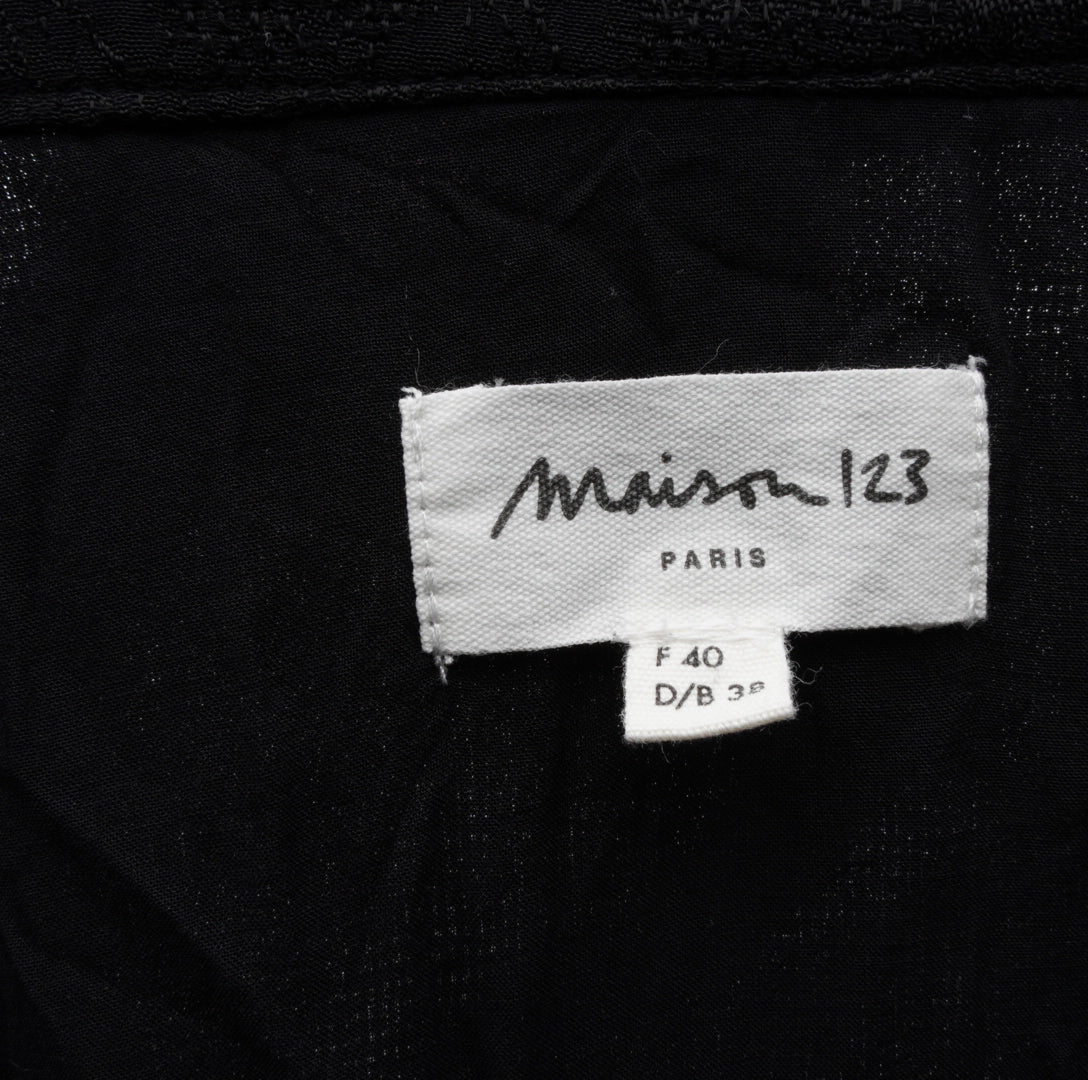 maison 123
PARIS
F 40
D/B 38